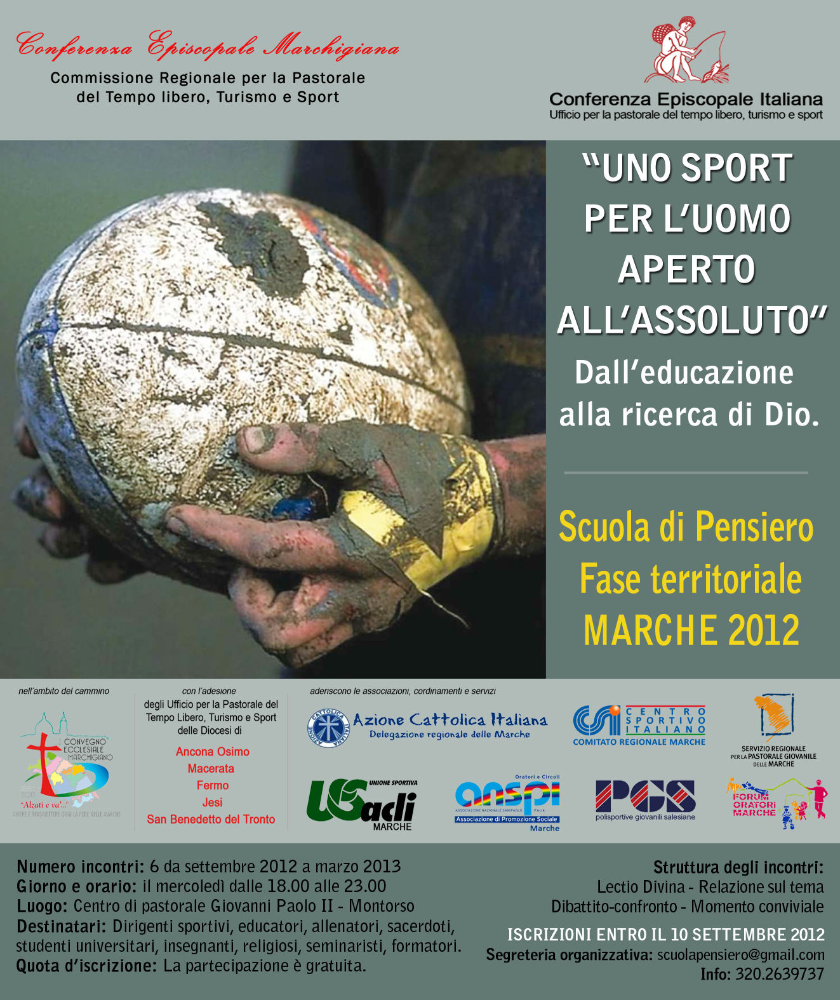 Conferenza Episcopale Marchigiana
Commissione Regionale per la Pastorale
del Tempo libero, Turismo e Sport
Conferenza Episcopale Italiana
Ufficio per la pastorale del tempo libero, turismo e sport
“UNO SPORT
PER L’UOMO
APERTO
ALL’ASSOLUTO”
Dall’educazione
alla ricerca di Dio.
Scuola di Pensiero
Fase territoriale
MARCHE 2012
nell’ambito del cammino
2° CONVEGNO
ECCLESIALE
MARCHIGIANO
2013
"Alzati e va'..."
VIVERE E TRASMETTERE OGGI LA FEDE NELLE MARCHE
con l’adesione
degli Ufficio per la Pastorale del
Tempo Libero, Turismo e Sport
delle Diocesi di
Ancona Osimo
Macerata
Fermo
Jesi
San Benedetto del Tronto
aderiscono le associazioni, cordinamenti e servizi
AZIONE CATTOLICA ITALIANA
Azione Cattolica Italiana
Delegazione regionale delle Marche
CSI CENTRO
SPORTIVO
ITALIANO
COMITATO REGIONALE MARCHE
SERVIZIO REGIONALE
PER LA PASTORALE GIOVANILE
DELLE MARCHE
UNIONE SPORTIVA
US acli
MARCHE
Oratori e Circoli
anspi
ASSOCIAZIONE NAZIONALE SAN PAOLO ITALIA
Associazione di Promozione Sociale
Marche
PGS
polisportive giovanili salesiane
FORUM
ORATORI
MARCHE
Numero incontri: 6 da settembre 2012 a marzo 2013
Giorno e orario: il mercoledì dalle 18.00 alle 23.00
Luogo: Centro di pastorale Giovanni Paolo II - Montorso
Destinatari: Dirigenti sportivi, educatori, allenatori, sacerdoti,
studenti universitari, insegnanti, religiosi, seminaristi, formatori.
Quota d’iscrizione: La partecipazione è gratuita.
Struttura degli incontri:
Lectio Divina - Relazione sul tema
Dibattito-confronto - Momento conviviale
ISCRIZIONI ENTRO IL 10 SETTEMBRE 2012
Segreteria organizzativa: scuolapensiero@gmail.com
Info: 320.2639737